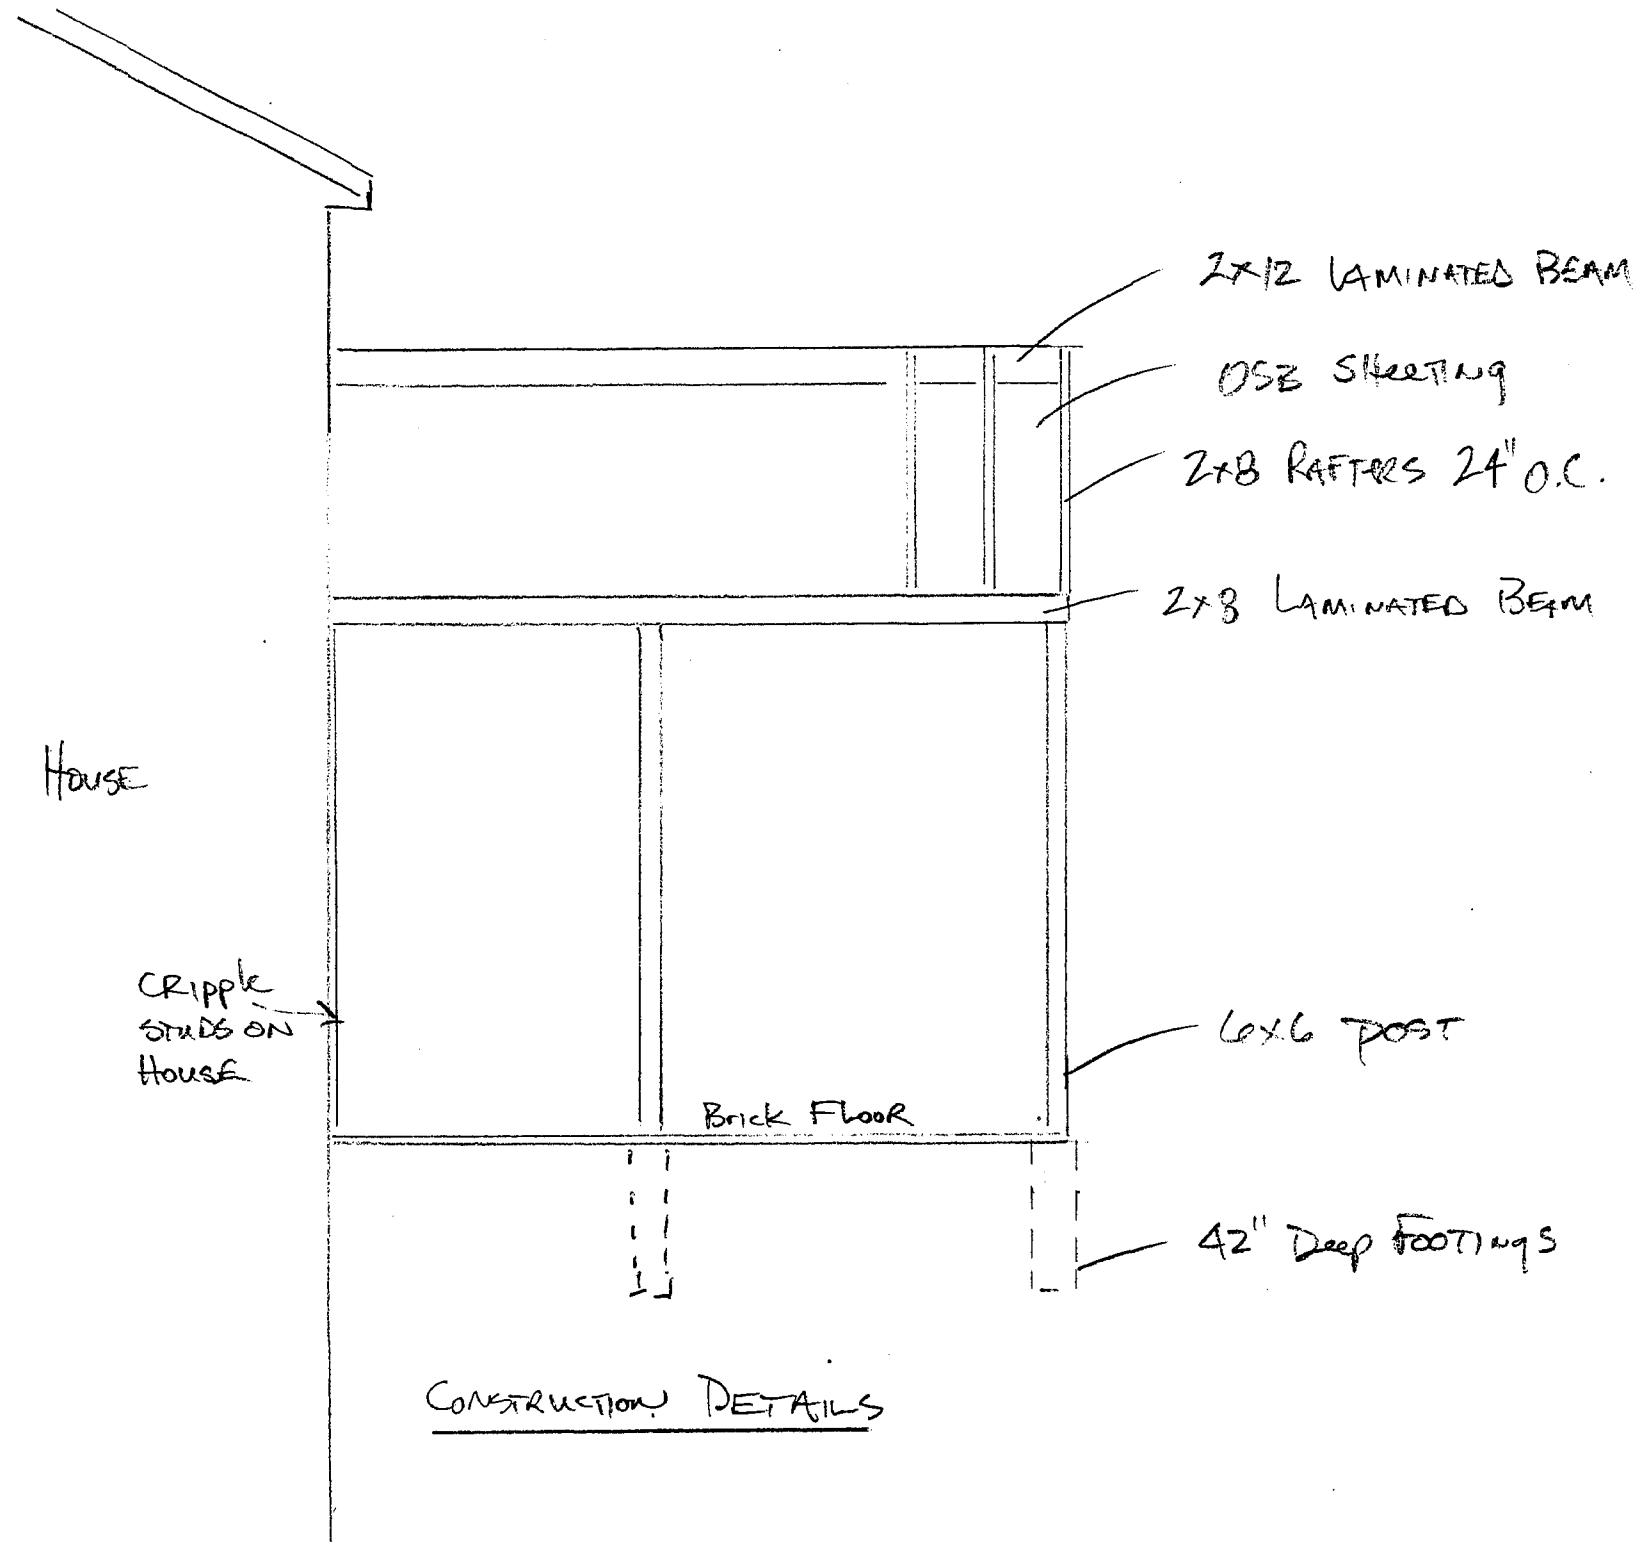 2x12 LAMINATED BEAM
OSB SHEETING
2x8 RAFTERS 24" O.C.
2x8 LAMINATED BEAM
HOUSE
CRIPPLE
STUDS ON
HOUSE
6x6 POST
Brick FLOOR
42" Deep FOOTINGS
CONSTRUCTION DETAILS